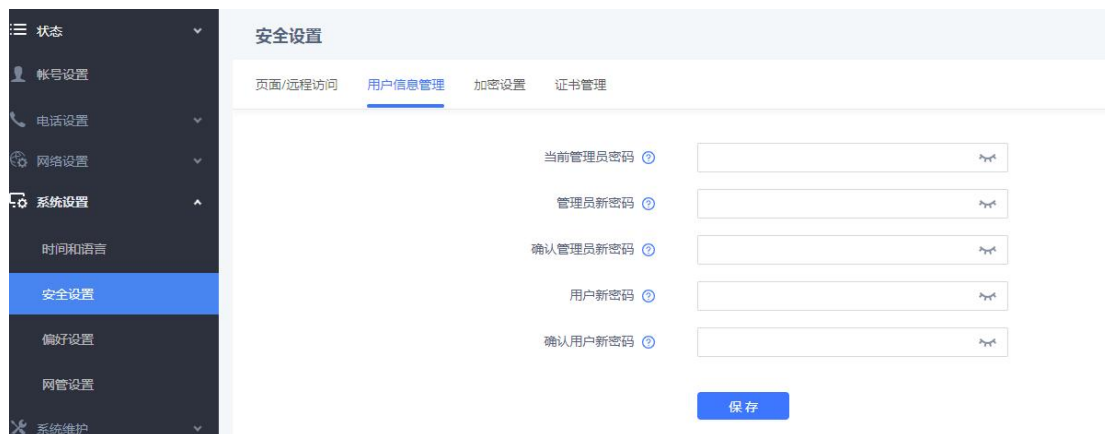 状态
帐号设置
电话设置
网络设置
系统设置
时间和语言
安全设置
偏好设置
网管设置
系统维护
安全设置
页面/远程访问 用户信息管理 加密设置 证书管理
当前管理员密码
管理员新密码
确认管理员新密码
用户新密码
确认用户新密码
保存